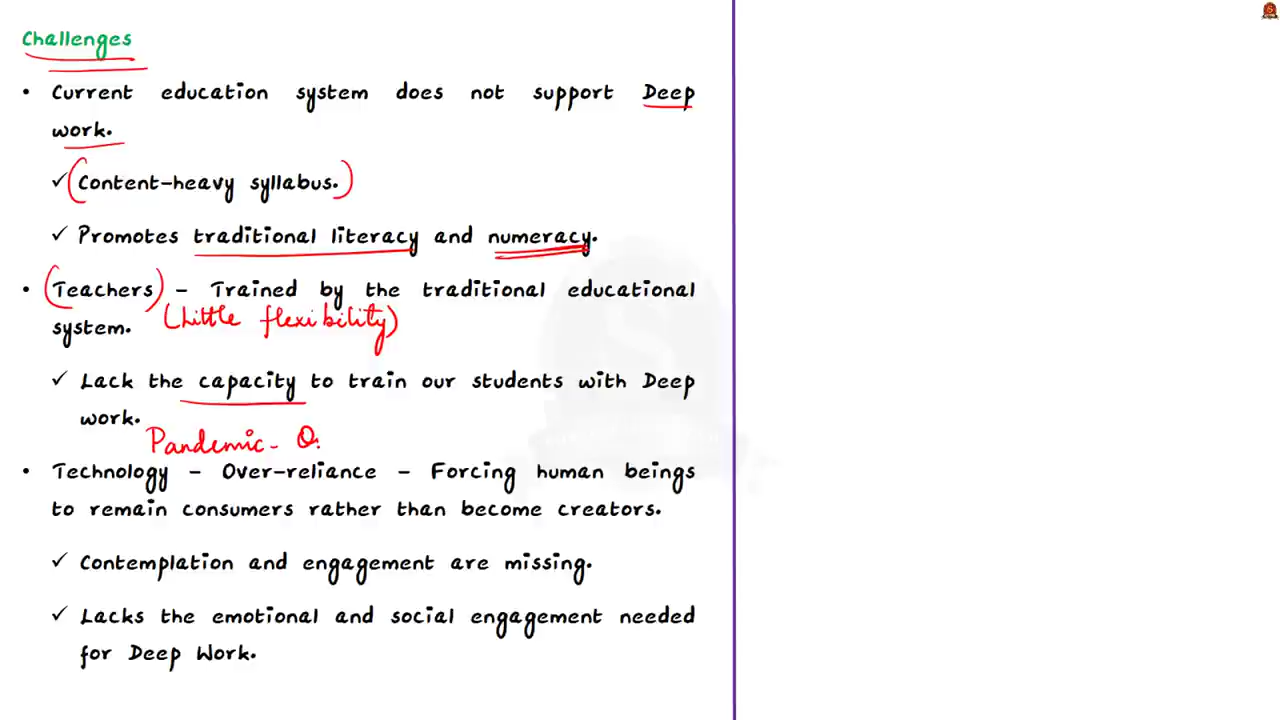 Challenges
• Current education system does not support Deep
work.
✓ (Content-heavy syllabus.)
✓ Promotes traditional literacy and numeracy.
• (Teachers) - Trained by the traditional educational
system. (Little flexibility)
✓ Lack the capacity to train our students with Deep
work.
Pandemic - O
• Technology - Over-reliance - Forcing human beings
to remain consumers rather than become creators.
✓ Contemplation and engagement are missing.
✓ Lacks the emotional and social engagement needed
for Deep Work.